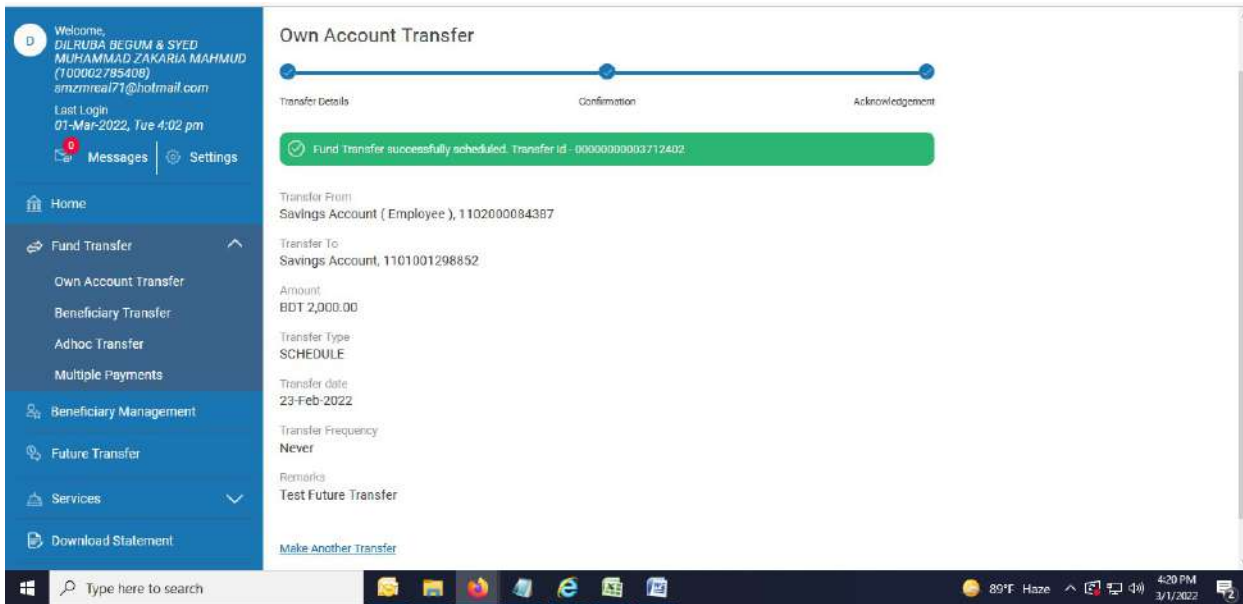 D
Welcome,
DILRUBA BEGUM & SYED
MUHAMMAD ZAKARIA MAHMUD
(100002785408)
smzmreal71@hotmail.com
Last Login
01-Mar-2022, Tue 4:02 pm
0
Messages
Settings
Home
Fund Transfer
Own Account Transfer
Beneficiary Transfer
Adhoc Transfer
Multiple Payments
Beneficiary Management
Future Transfer
Services
Download Statement
Own Account Transfer
Transfer Details
Confirmation
Acknowledgement
Fund Transfer successfully scheduled. Transfer Id - 00000000003712402
Transfer From
Savings Account ( Employee ), 1102000084387
Transfer To
Savings Account, 1101001298852
Amount
BDT 2,000.00
Transfer Type
SCHEDULE
Transfer date
23-Feb-2022
Transfer Frequency
Never
Remarks
Test Future Transfer
Make Another Transfer
Type here to search
89°F Haze
4:20 PM
3/1/2022
2